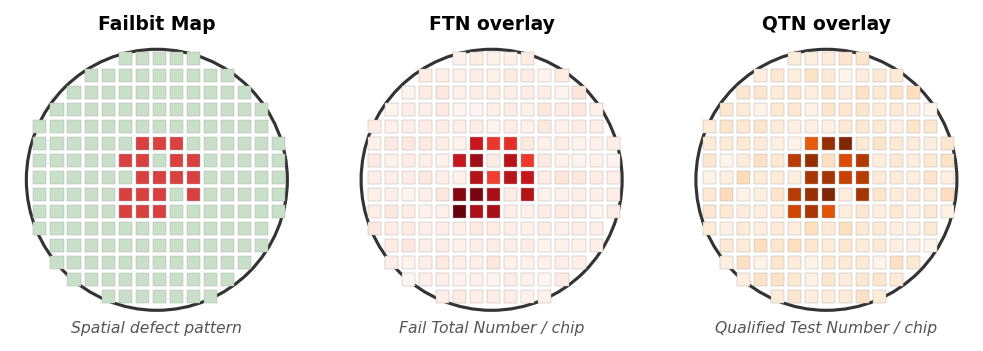 Failbit Map
FTN overlay
QTN overlay
Spatial defect pattern
Fail Total Number / chip
Qualified Test Number / chip